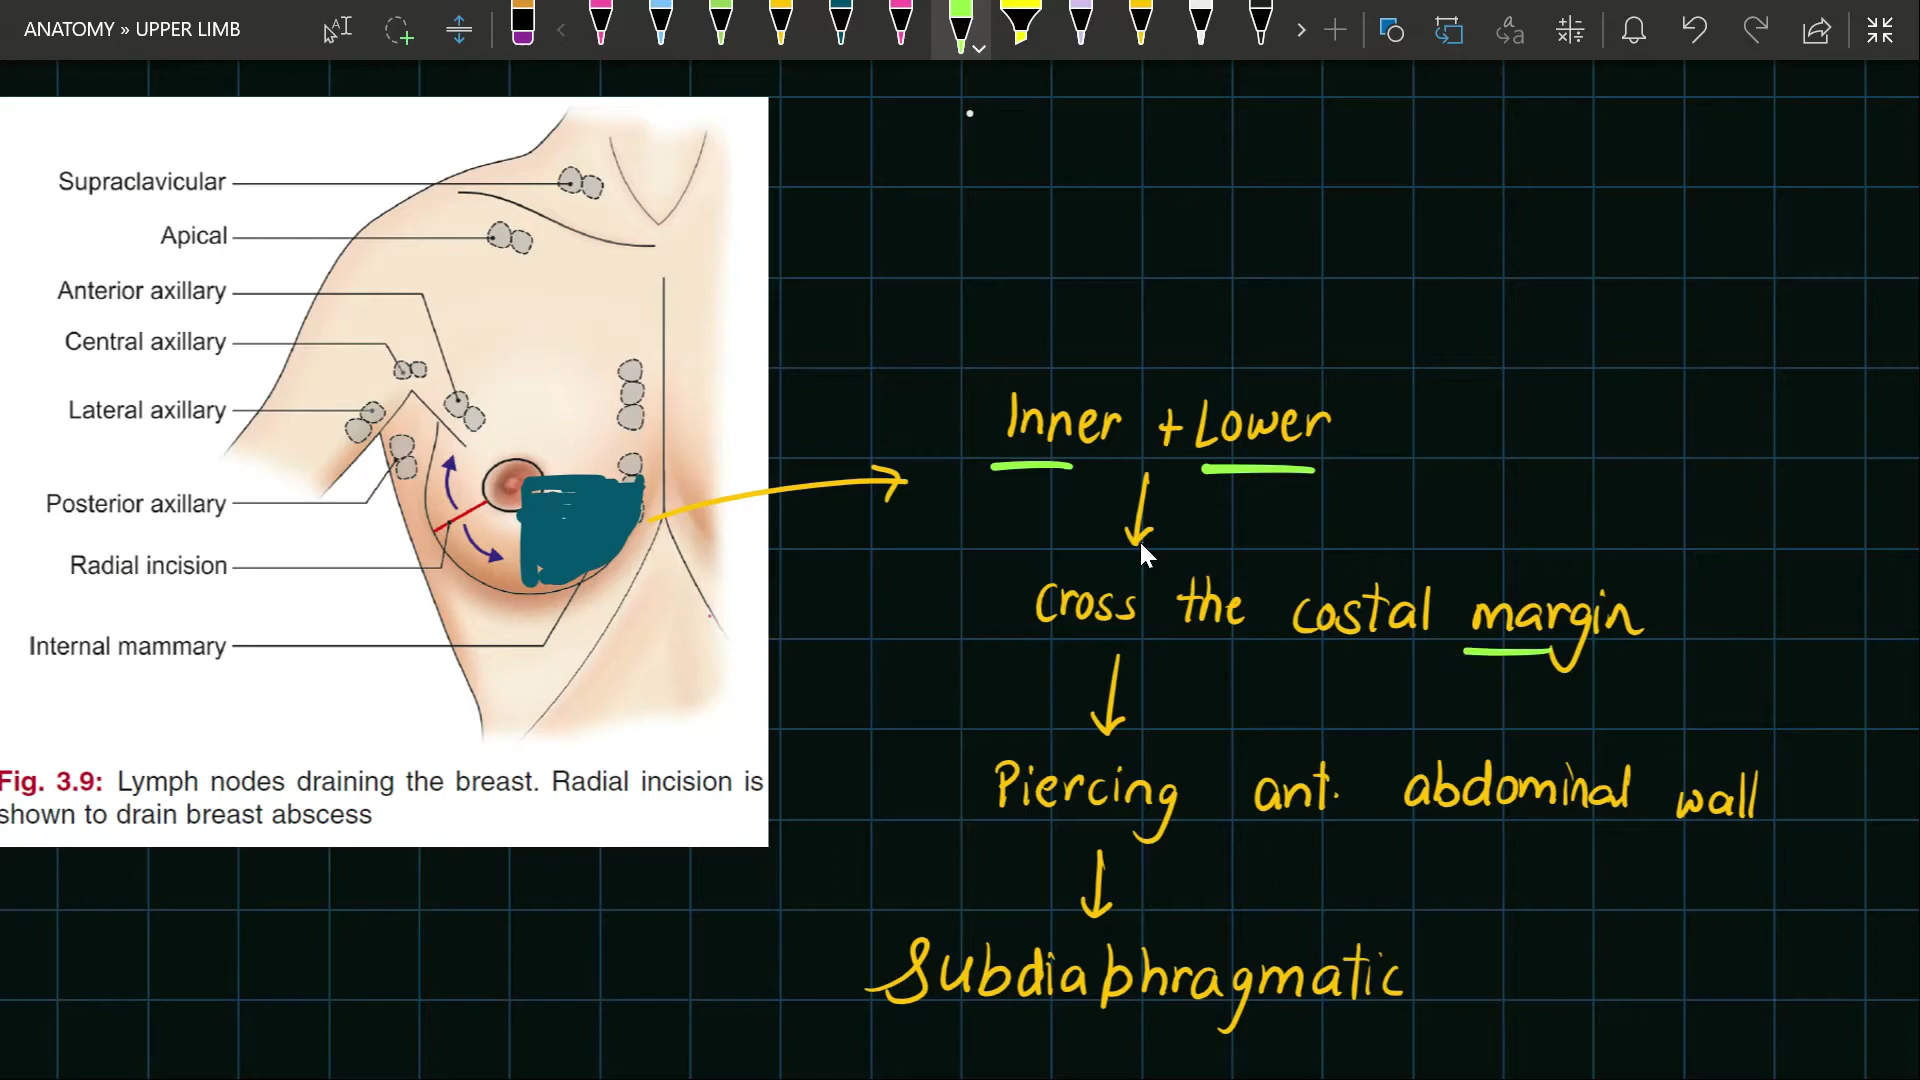 ANATOMY » UPPER LIMB
Supraclavicular
Apical
Anterior axillary
Central axillary
Lateral axillary
Posterior axillary
Radial incision
Internal mammary
Fig. 3.9: Lymph nodes draining the breast. Radial incision is
shown to drain breast abscess
Inner + Lower
Cross the costal margin
Piercing ant. abdominal wall
Subdiaphragmatic